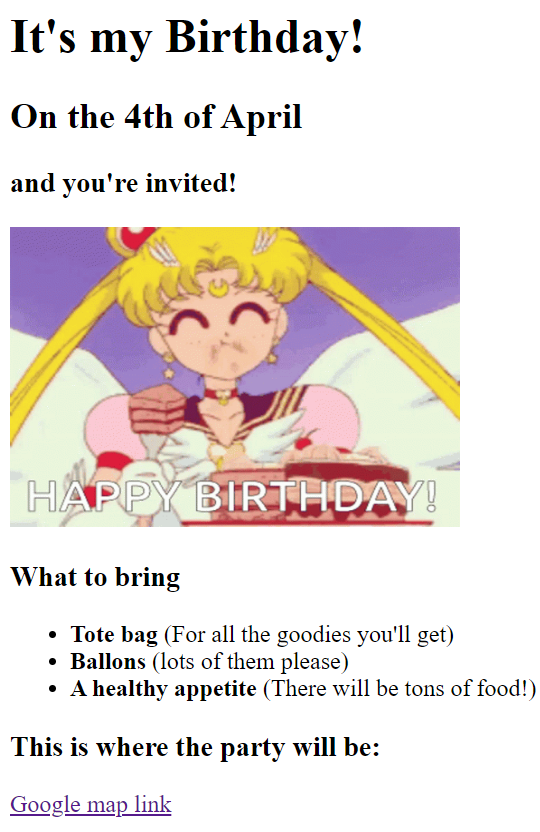 It's my Birthday!
On the 4th of April
and you're invited!
HAPPY BIRTHDAY!
What to bring
• Tote bag (For all the goodies you'll get)
• Ballons (lots of them please)
• A healthy appetite (There will be tons of food!)
This is where the party will be:
Google map link